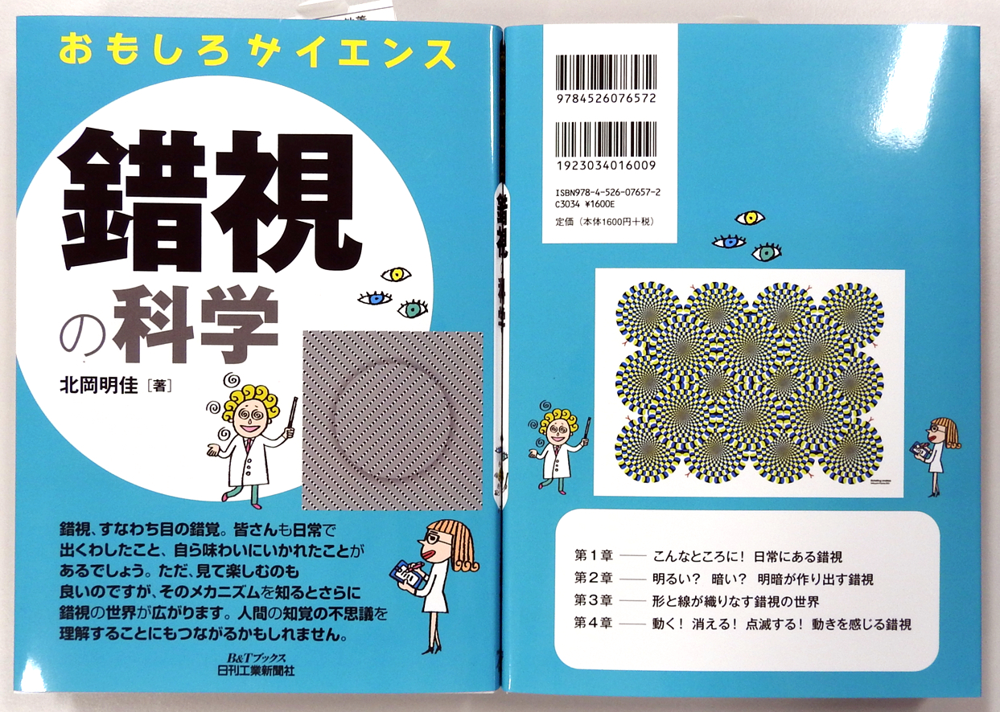 おもしろサイエンス
錯視
の科学
北岡明佳［著］
錯視、すなわち目の錯覚。皆さんも日常で
出くわしたこと、自ら味わいにいかれたことが
あるでしょう。ただ、見て楽しむのも
良いのですが、そのメカニズムを知るとさらに
錯視の世界が広がります。人間の知覚の不思議を
理解することにもつながるかもしれません。
B&Tブックス
日刊工業新聞社
錯視の科学
9784526076572
1923034016009
ISBN978-4-526-07657-2
C3034 ¥1600E
定価（本体1600円＋税）
第1章 ── こんなところに！ 日常にある錯視
第2章 ── 明るい？ 暗い？ 明暗が作り出す錯視
第3章 ── 形と線が織りなす錯視の世界
第4章 ── 動く！ 消える！ 点滅する！ 動きを感じる錯視